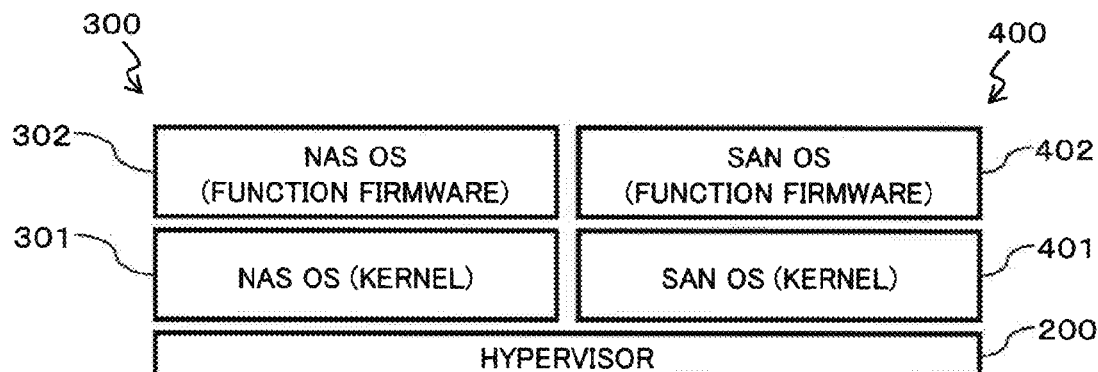 300
400
302
NAS OS
(FUNCTION FIRMWARE)
SAN OS
(FUNCTION FIRMWARE)
402
301
NAS OS (KERNEL)
SAN OS (KERNEL)
401
HYPERVISOR
200